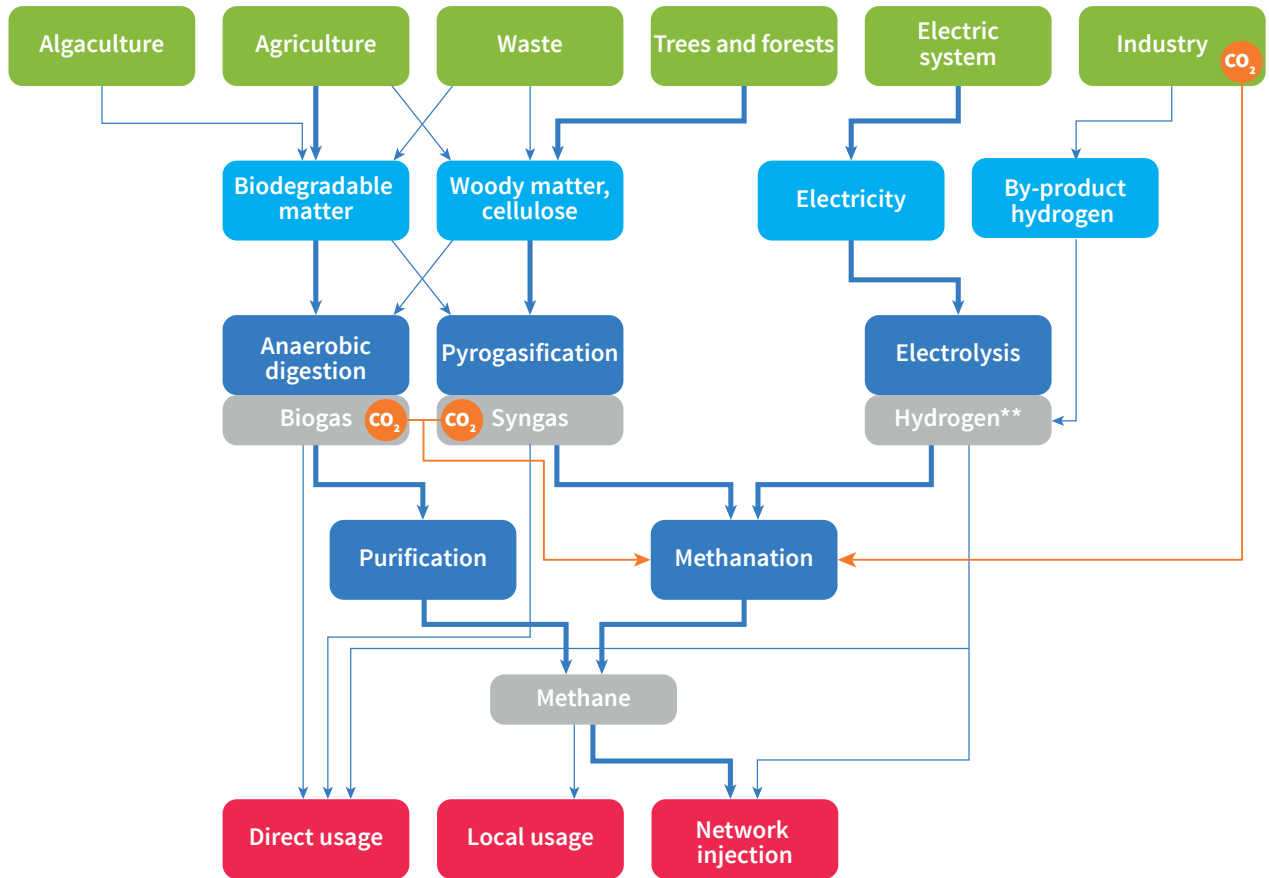 Algaculture
Agriculture
Waste
Trees and forests
Electric
system
Industry
CO₂
Biodegradable
matter
Woody matter,
cellulose
Electricity
By-product
hydrogen
Anaerobic
digestion
Pyrogasification
Electrolysis
Biogas
CO₂
CO₂
Syngas
Hydrogen**
Purification
Methanation
Methane
Direct usage
Local usage
Network
injection